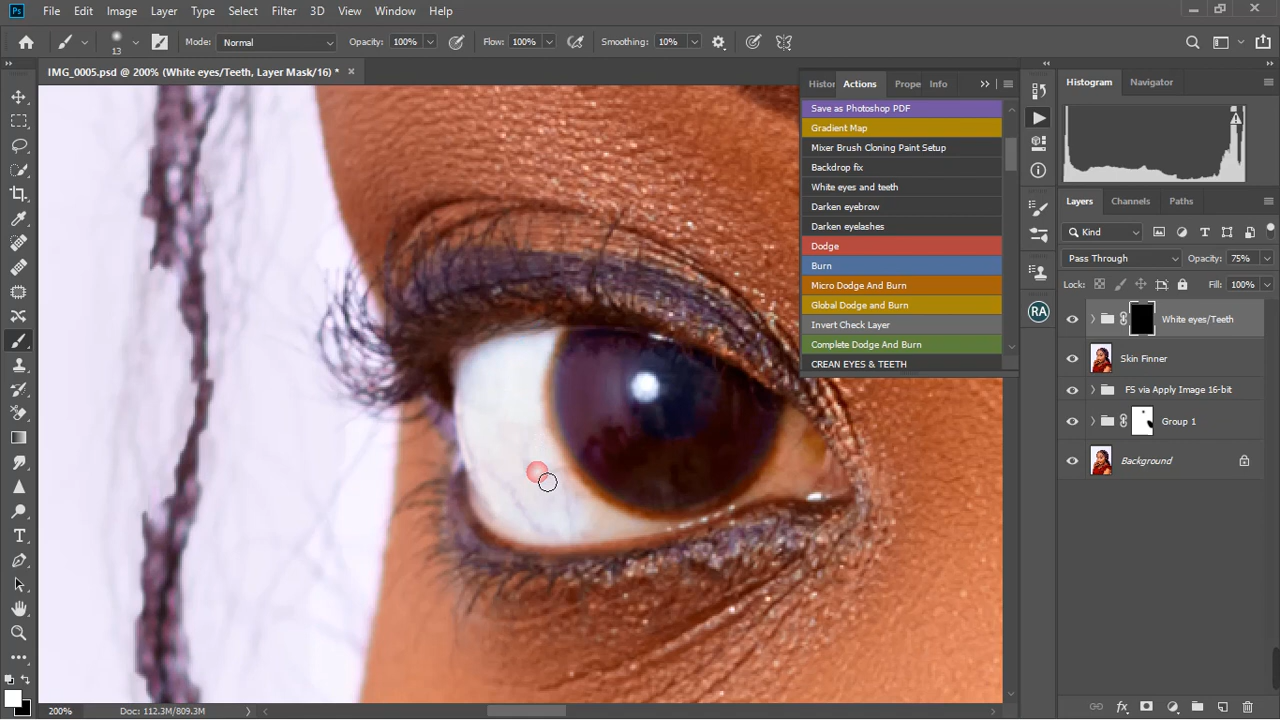 Ps File Edit Image Layer Type Select Filter 3D View Window Help
13 Mode: Normal Opacity: 100% Flow: 100% Smoothing: 10%
IMG_0005.psd @ 200% (White eyes/Teeth, Layer Mask/16) *
Histor Actions Prope Info
Save as Photoshop PDF
Gradient Map
Mixer Brush Cloning Paint Setup
Backdrop fix
White eyes and teeth
Darken eyebrow
Darken eyelashes
Dodge
Burn
Micro Dodge And Burn
Global Dodge and Burn
Invert Check Layer
Complete Dodge And Burn
CREAN EYES & TEETH
Histogram Navigator
RA
Layers Channels Paths
Kind
Pass Through Opacity: 75%
Lock: Fill: 100%
White eyes/Teeth
Skin Finner
FS via Apply Image 16-bit
Group 1
Background
200% Doc: 112.3M/809.3M